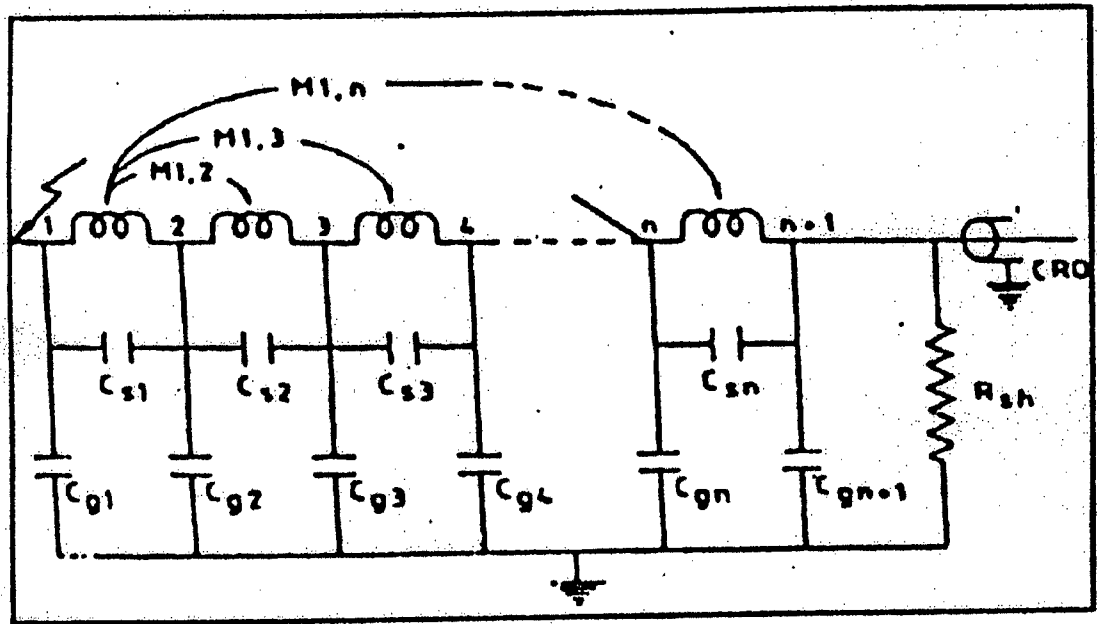 M1,n
M1,3
M1,2
1 2 3 4 n n+1
CRO
Cs1 Cs2 Cs3 Csn
Rsh
Cg1 Cg2 Cg3 Cg4 Cgn Cgn+1